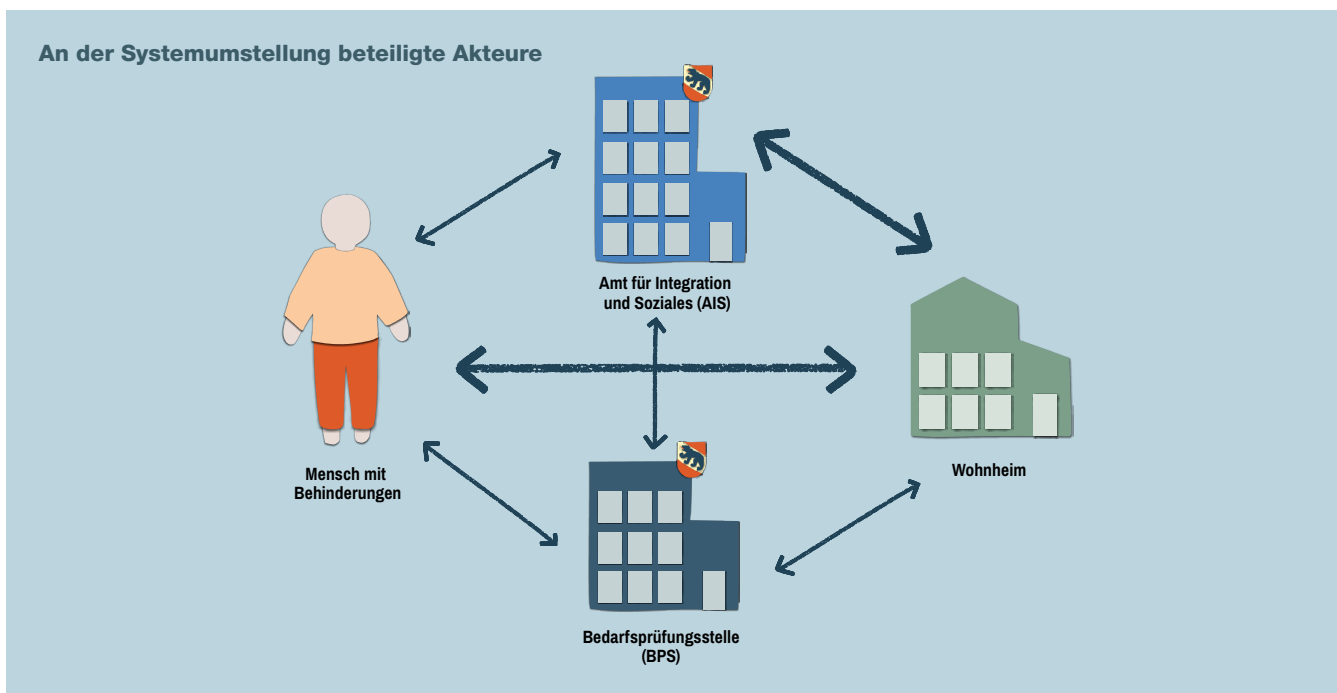 An der Systemumstellung beteiligte Akteure
Amt für Integration
und Soziales (AIS)
Mensch mit
Behinderungen
Wohnheim
Bedarfsprüfungsstelle
(BPS)